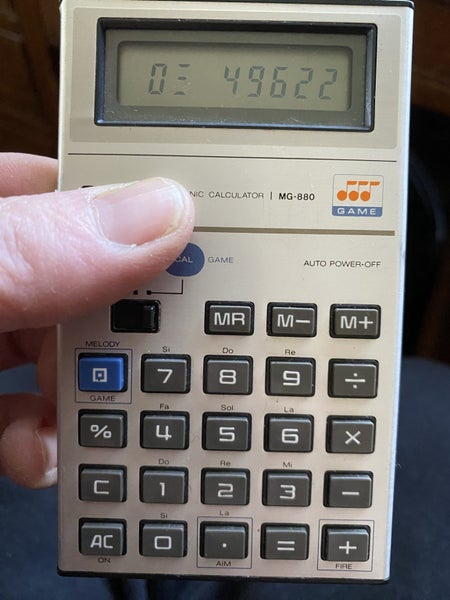 0 49622
NIC CALCULATOR | MG-880
GAME
CAL GAME
AUTO POWER-OFF
MR M− M+
MELODY
Si Do Re
7 8 9 ÷
GAME
Fa Sol La
% 4 5 6 ×
Do Re Mi
C 1 2 3 −
Si La
AC 0 · = +
ON AIM FIRE